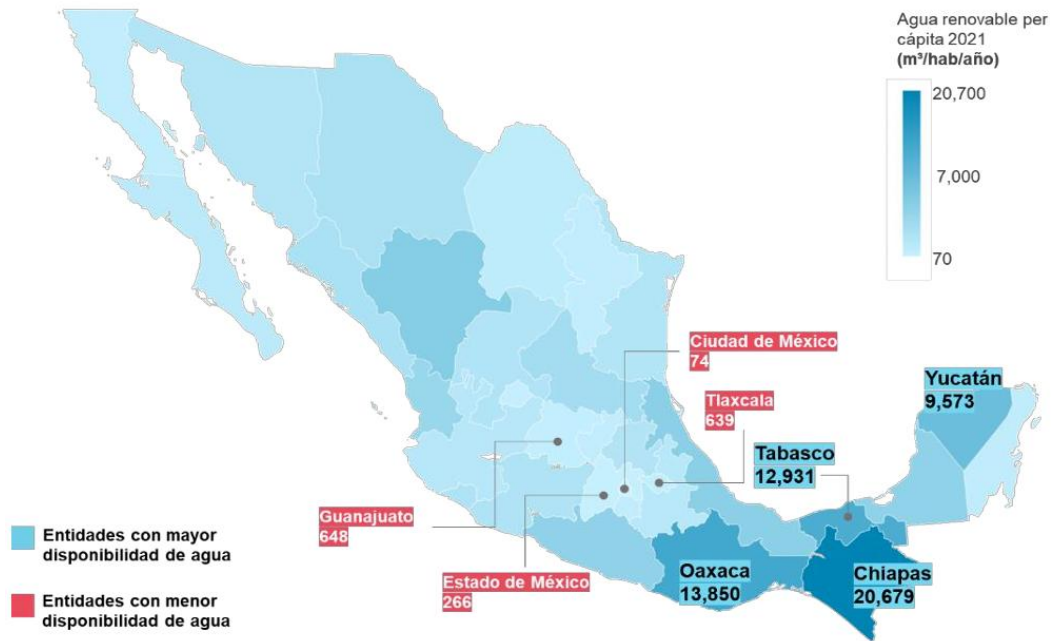 Agua renovable per
cápita 2021
(m³/hab/año)
20,700
7,000
70
Ciudad de México
74
Tlaxcala
639
Yucatán
9,573
Tabasco
12,931
Guanajuato
648
Estado de México
266
Oaxaca
13,850
Chiapas
20,679
Entidades con mayor
disponibilidad de agua
Entidades con menor
disponibilidad de agua